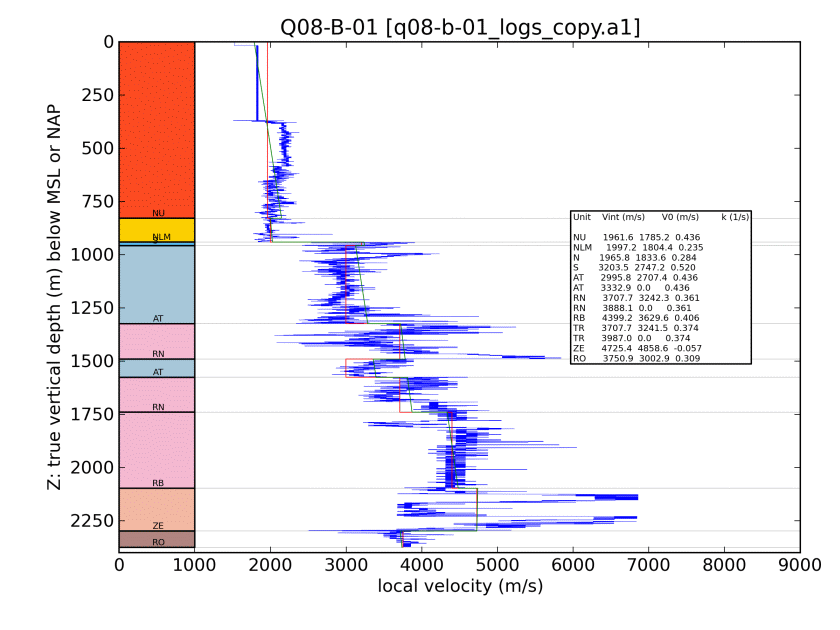 Q08-B-01 [q08-b-01_logs_copy.a1]
Z: true vertical depth (m) below MSL or NAP
0
250
500
750
1000
1250
1500
1750
2000
2250
NU
NLM
S
AT
RN
AT
RN
RB
ZE
RO
Unit Vint (m/s) V0 (m/s) k (1/s)
NU 1961.6 1785.2 0.436
NLM 1997.2 1804.4 0.235
N 1965.8 1833.6 0.284
S 3203.5 2747.2 0.520
AT 2995.8 2707.4 0.436
AT 3332.9 0.0 0.436
RN 3707.7 3242.3 0.361
RN 3888.1 0.0 0.361
RB 4399.2 3629.6 0.406
TR 3707.7 3241.5 0.374
TR 3987.0 0.0 0.374
ZE 4725.4 4858.6 -0.057
RO 3750.9 3002.9 0.309
0 1000 2000 3000 4000 5000 6000 7000 8000 9000
local velocity (m/s)